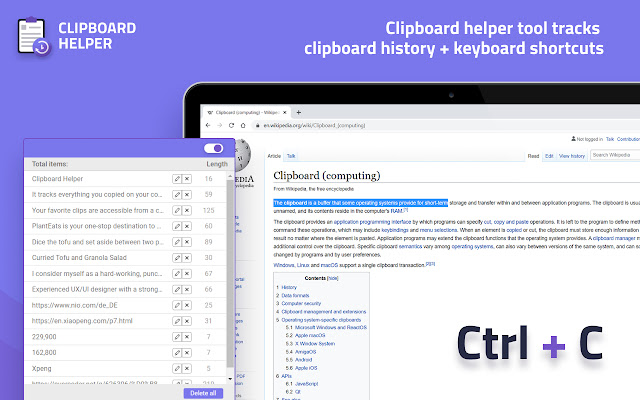 CLIPBOARD
HELPER
Clipboard helper tool tracks
clipboard history + keyboard shortcuts
Clipboard (computing) - Wikipedi
en.wikipedia.org/wiki/Clipboard_(computing)
Not logged in Talk Contribution
Article Talk
Read Edit View history Search Wikipedia
Clipboard (computing)
From Wikipedia, the free encyclopedia
The clipboard is a buffer that some operating systems provide for short-term storage and transfer within and between application programs. The clipboard is usu
unnamed, and its contents reside in the computer's RAM.[1]
The clipboard provides an application programming interface by which programs can specify cut, copy and paste operations. It is left to the program to define meth
command these operations, which may include keybindings and menu selections. When an element is copied or cut, the clipboard must store enough information
result no matter where the element is pasted. Application programs may extend the clipboard functions that the operating system provides. A clipboard manager
additional control over the clipboard. Specific clipboard semantics vary among operating systems, can also vary between versions of the same system, and can so
changed by programs and by user preferences.
Windows, Linux and macOS support a single clipboard transaction.[2][3]
Contents [hide]
1 History
2 Data formats
3 Computer security
4 Clipboard management and extensions
5 Operating system-specific clipboards
5.1 Microsoft Windows and ReactOS
5.2 Apple macOS
5.3 X Window System
5.4 AmigaOS
5.5 Android
5.6 Apple iOS
6 APIs
6.1 JavaScript
6.2 Qt
Total items: Length
Clipboard Helper 16
It tracks everything you copied on your co... 59
Your favorite clips are accessible from a c... 125
PlantEats is your one-stop destination to ... 60
Dice the tofu and set aside between two p... 89
Curried Tofu and Granola Salad 30
I consider myself as a hard-working, punc... 67
Experienced UX/UI designer with a strong... 66
https://www.nio.com/de_DE 25
https://en.xiaopeng.com/p7.html 31
229,900 7
162,800 7
Xpeng 5
219
Delete all
Ctrl + C